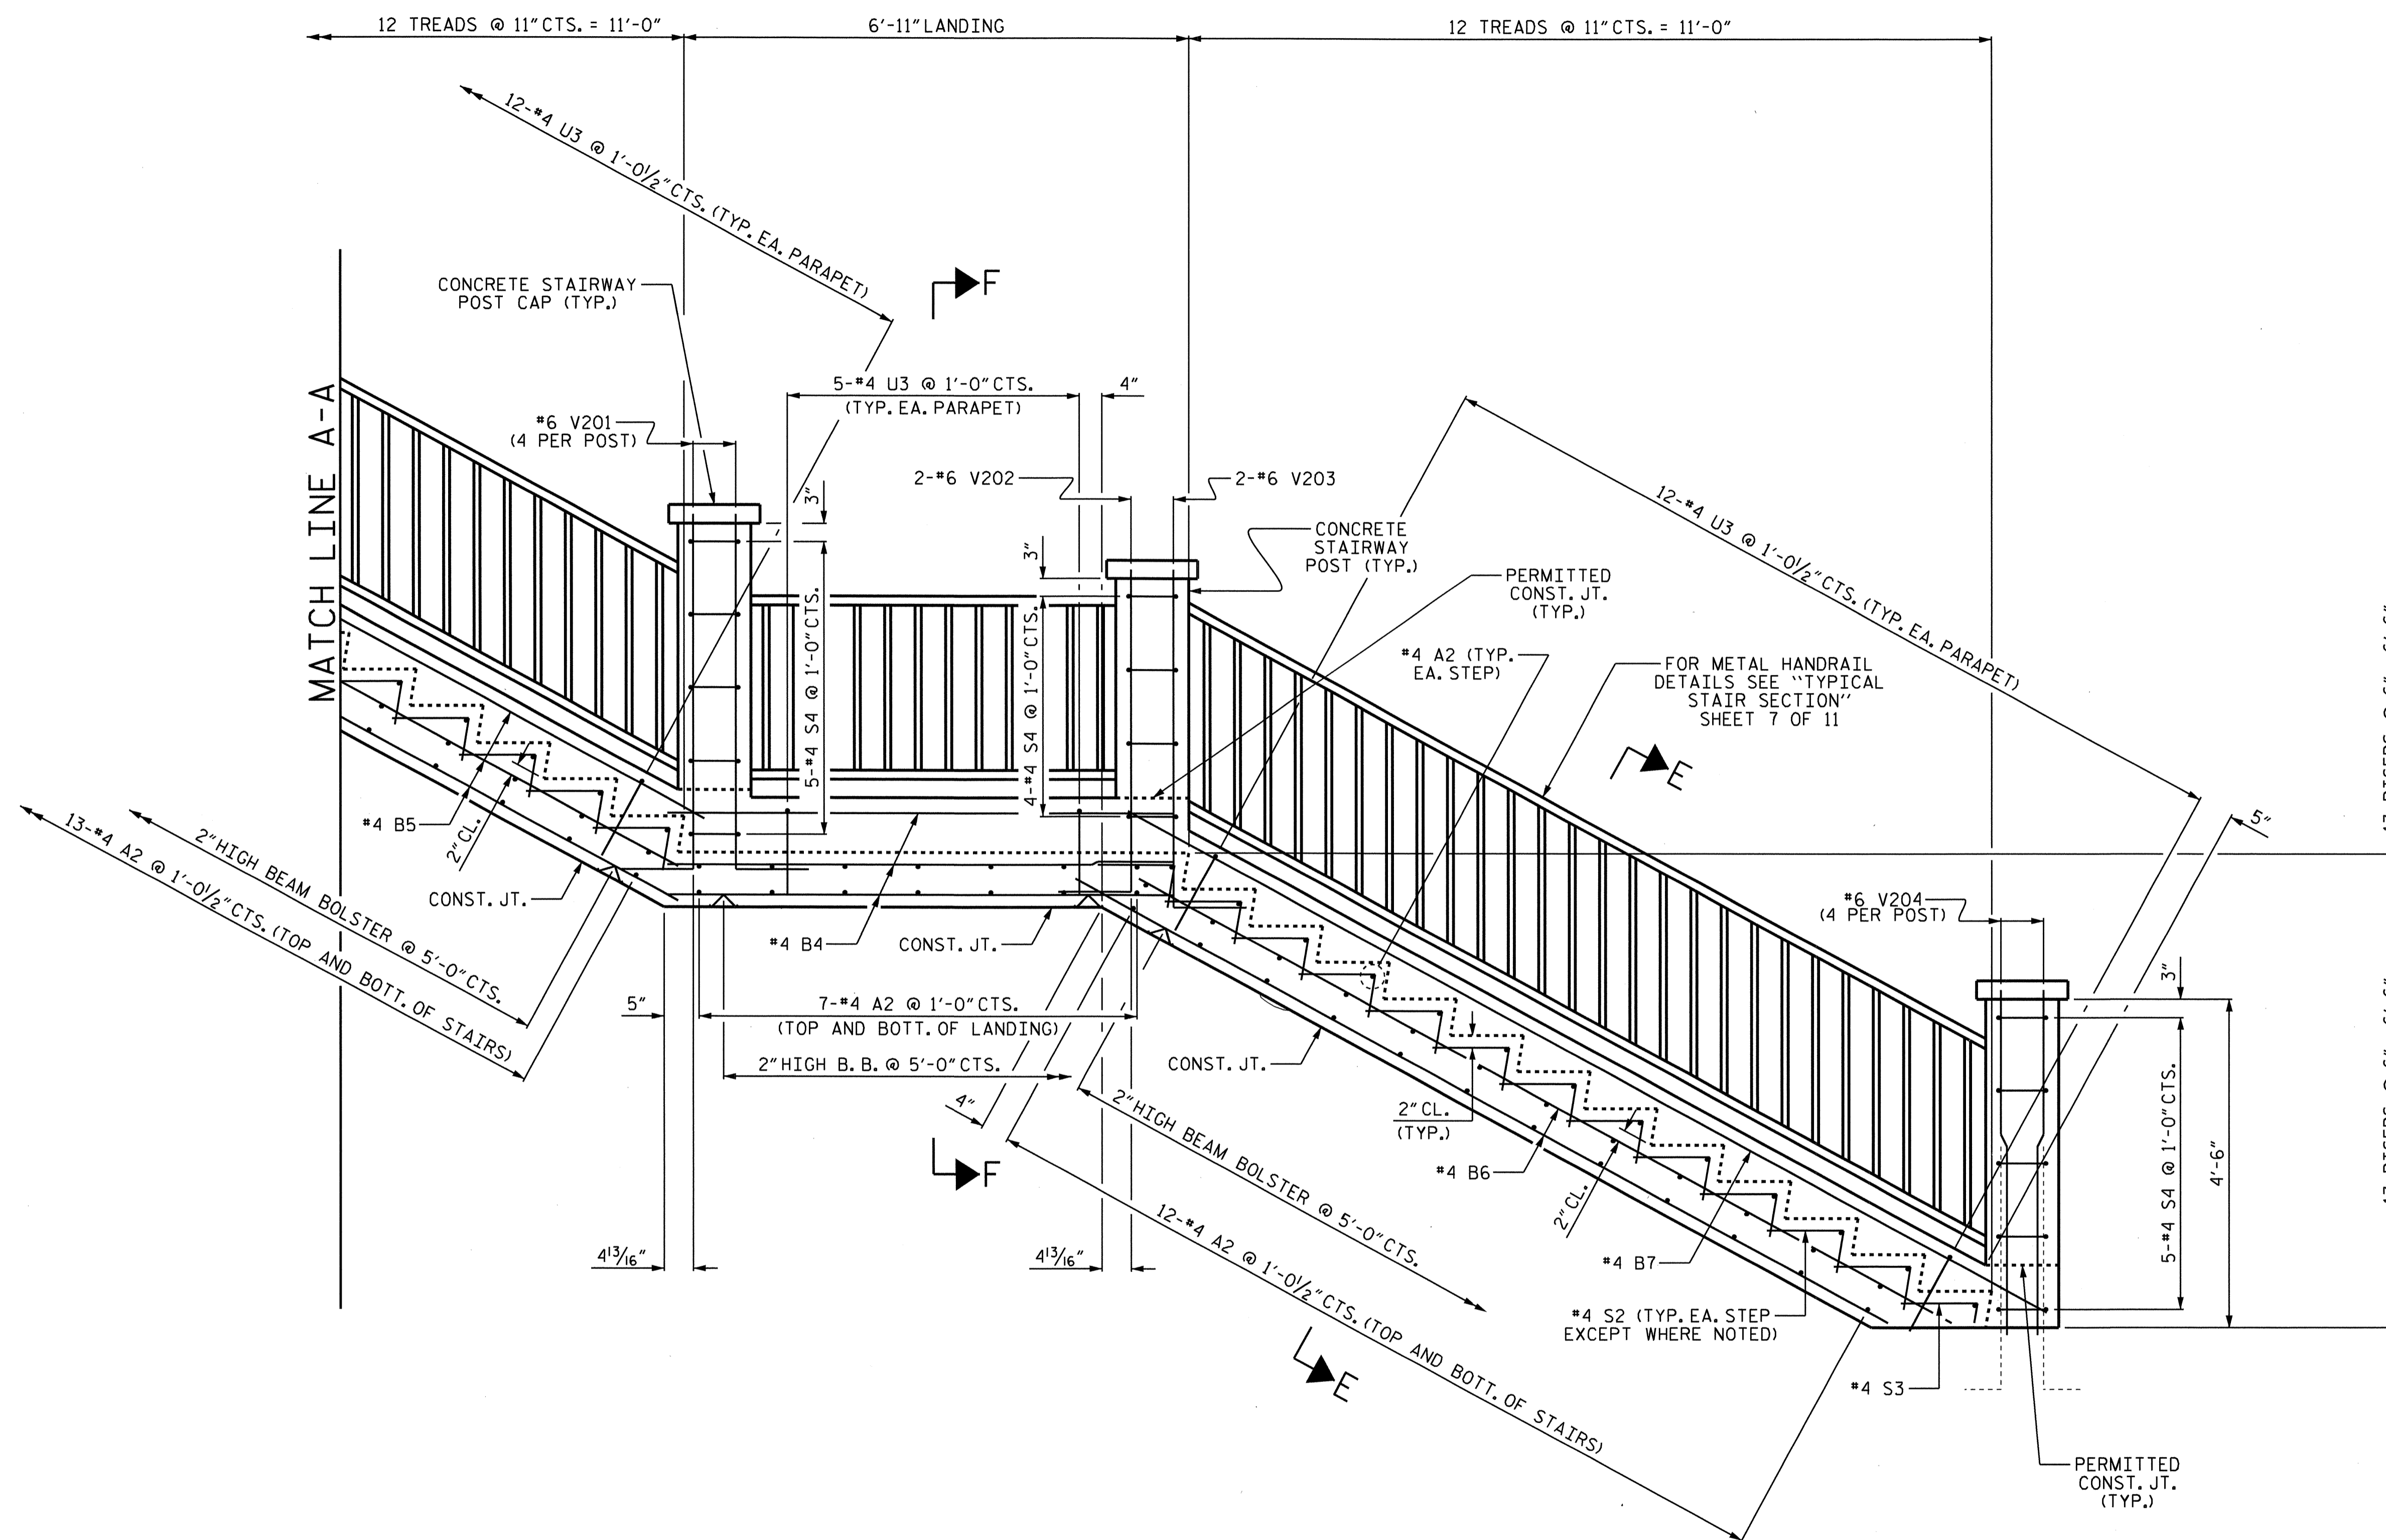 12 TREADS @ 11" CTS. = 11'-0"
6'-11" LANDING
12 TREADS @ 11" CTS. = 11'-0"
12-#4 U3 @ 1'-0 1/2" CTS. (TYP. EA. PARAPET)
CONCRETE STAIRWAY
POST CAP (TYP.)
F
MATCH LINE A-A
5-#4 U3 @ 1'-0" CTS.
(TYP. EA. PARAPET)
4"
#6 V201
(4 PER POST)
3"
2-#6 V202
2-#6 V203
3"
CONCRETE
STAIRWAY
POST (TYP.)
12-#4 U3 @ 1'-0 1/2" CTS. (TYP. EA. PARAPET)
PERMITTED
CONST. JT.
(TYP.)
5-#4 S4 @ 1'-0" CTS.
4-#4 S4 @ 1'-0" CTS.
#4 A2 (TYP.
EA. STEP)
FOR METAL HANDRAIL
DETAILS SEE "TYPICAL
STAIR SECTION"
SHEET 7 OF 11
E
5"
#4 B5
2" CL.
2" HIGH BEAM BOLSTER @ 5'-0" CTS.
13-#4 A2 @ 1'-0 1/2" CTS. (TOP AND BOTT. OF STAIRS)
CONST. JT.
#4 B4
CONST. JT.
#6 V204
(4 PER POST)
3"
5"
7-#4 A2 @ 1'-0" CTS.
(TOP AND BOTT. OF LANDING)
2" HIGH B.B. @ 5'-0" CTS.
CONST. JT.
4"
2" HIGH BEAM BOLSTER @ 5'-0" CTS.
12-#4 A2 @ 1'-0 1/2" CTS. (TOP AND BOTT. OF STAIRS)
2" CL.
(TYP.)
#4 B6
2" CL.
F
5-#4 S4 @ 1'-0" CTS.
4'-6"
4 13/16"
4 13/16"
#4 B7
#4 S2 (TYP. EA. STEP
EXCEPT WHERE NOTED)
E
#4 S3
PERMITTED
CONST. JT.
(TYP.)